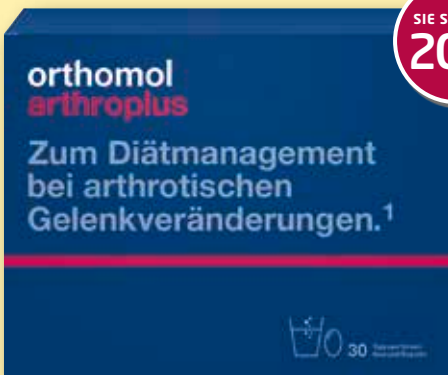 SIE S
20
orthomol
arthroplus
Zum Diätmanagement
bei arthrotischen
Gelenkveränderungen.¹
30